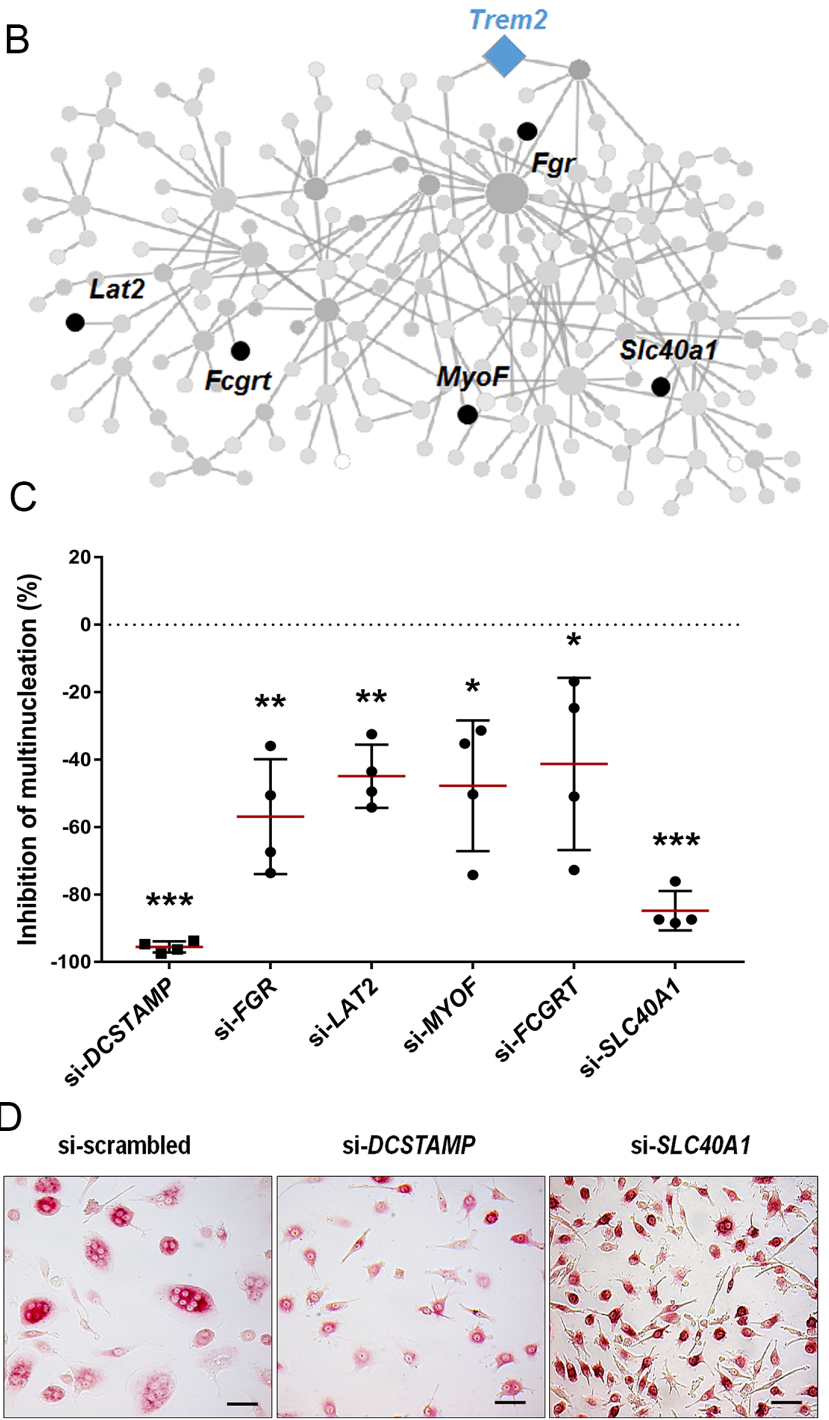 B
Trem2
Fgr
Lat2
Fcgrt
MyoF
Slc40a1
C
Inhibition of multinucleation (%)
20
0
-20
-40
-60
-80
-100
***
**
**
*
*
***
si-DCSTAMP
si-FGR
si-LAT2
si-MYOF
si-FCGRT
si-SLC40A1
D
si-scrambled
si-DCSTAMP
si-SLC40A1